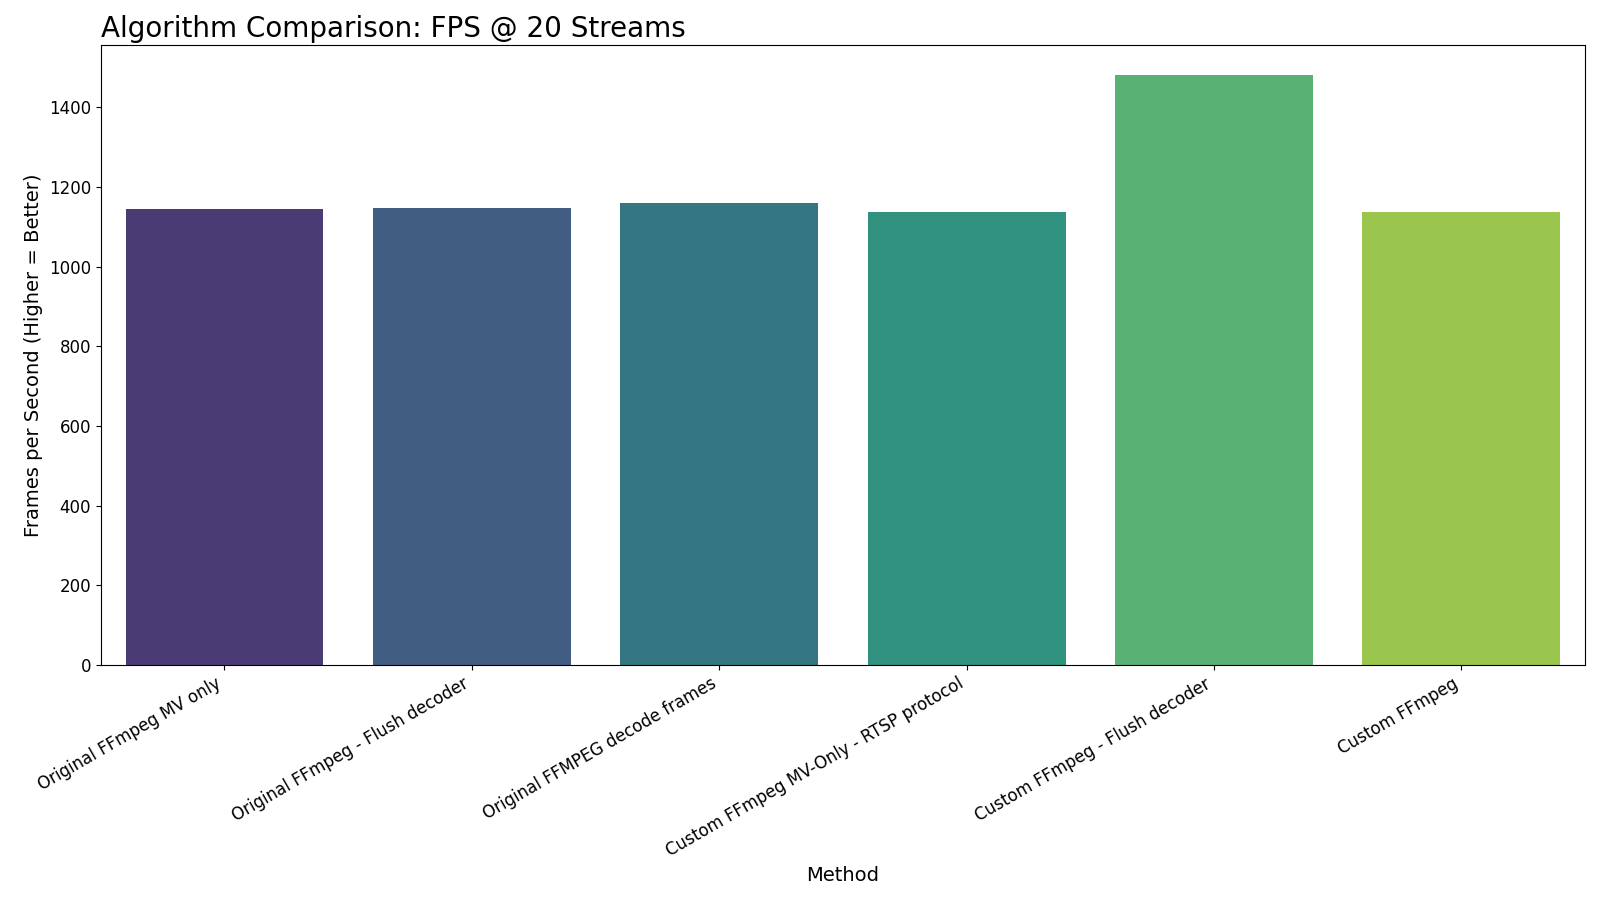 Algorithm Comparison: FPS @ 20 Streams
Frames per Second (Higher = Better)
1400
1200
1000
800
600
400
200
0
Original FFmpeg MV only
Original FFmpeg - Flush decoder
Original FFMPEG decode frames
Custom FFmpeg MV-Only - RTSP protocol
Custom FFmpeg - Flush decoder
Custom FFmpeg
Method